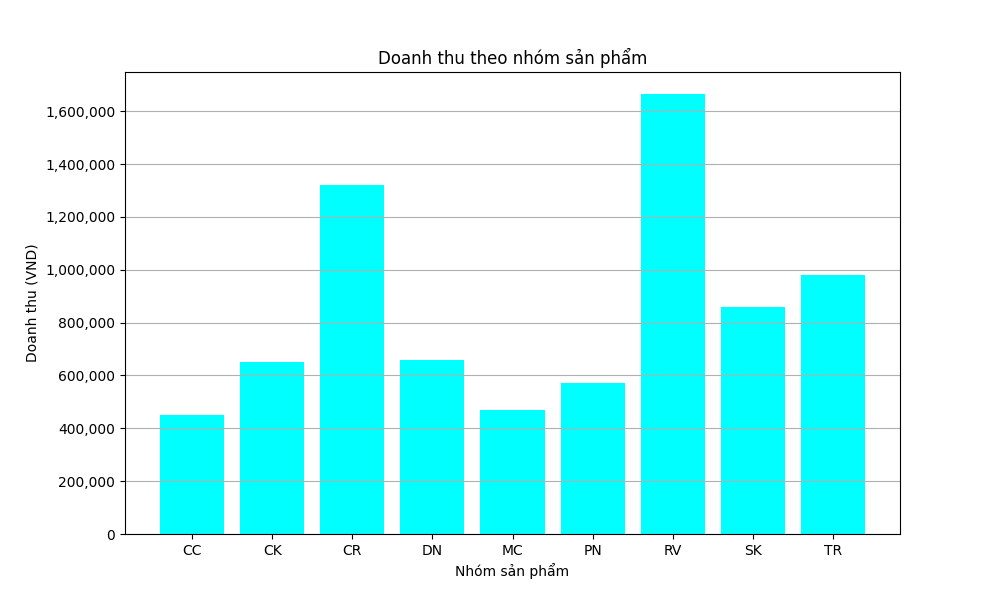 Doanh thu theo nhóm sản phẩm
Doanh thu (VND)
1,600,000
1,400,000
1,200,000
1,000,000
800,000
600,000
400,000
200,000
0
CC CK CR DN MC PN RV SK TR
Nhóm sản phẩm